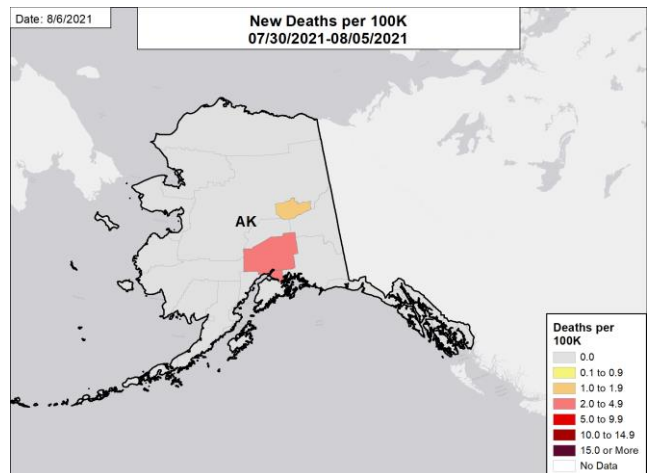 Date: 8/6/2021
New Deaths per 100K
07/30/2021-08/05/2021
AK
Deaths per
100K
0.0
0.1 to 0.9
1.0 to 1.9
2.0 to 4.9
5.0 to 9.9
10.0 to 14.9
15.0 or More
No Data